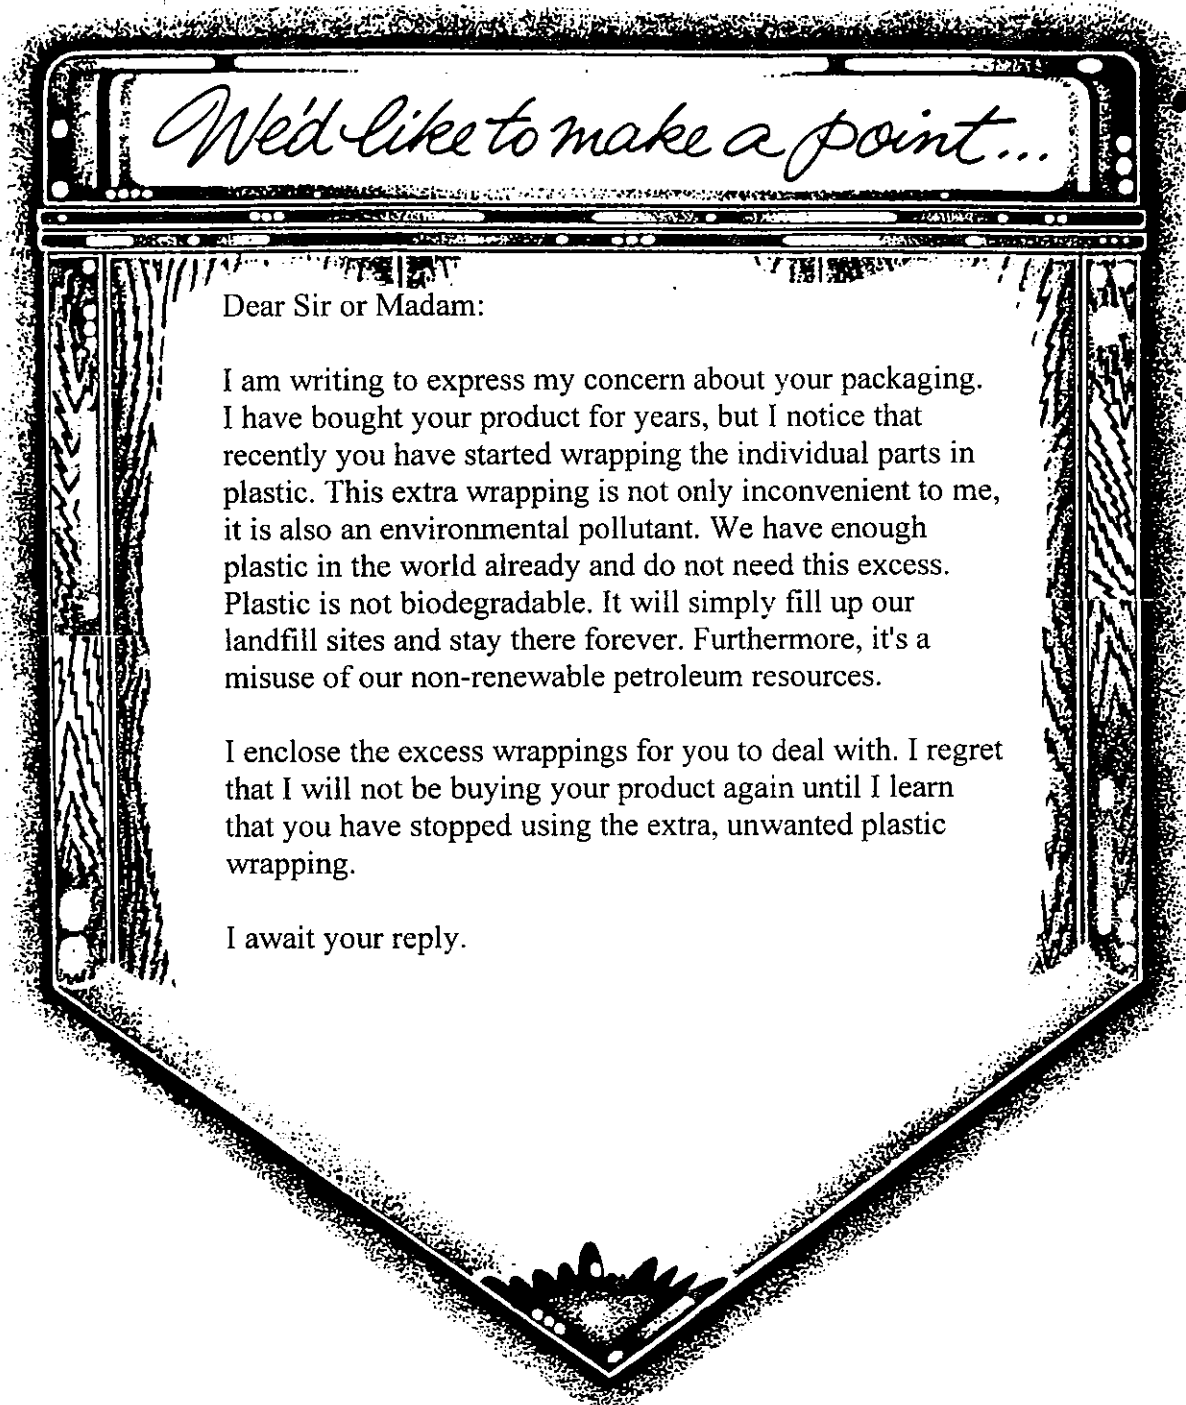 We'd like to make a point...
Dear Sir or Madam:
I am writing to express my concern about your packaging.
I have bought your product for years, but I notice that
recently you have started wrapping the individual parts in
plastic. This extra wrapping is not only inconvenient to me,
it is also an environmental pollutant. We have enough
plastic in the world already and do not need this excess.
Plastic is not biodegradable. It will simply fill up our
landfill sites and stay there forever. Furthermore, it's a
misuse of our non-renewable petroleum resources.
I enclose the excess wrappings for you to deal with. I regret
that I will not be buying your product again until I learn
that you have stopped using the extra, unwanted plastic
wrapping.
I await your reply.